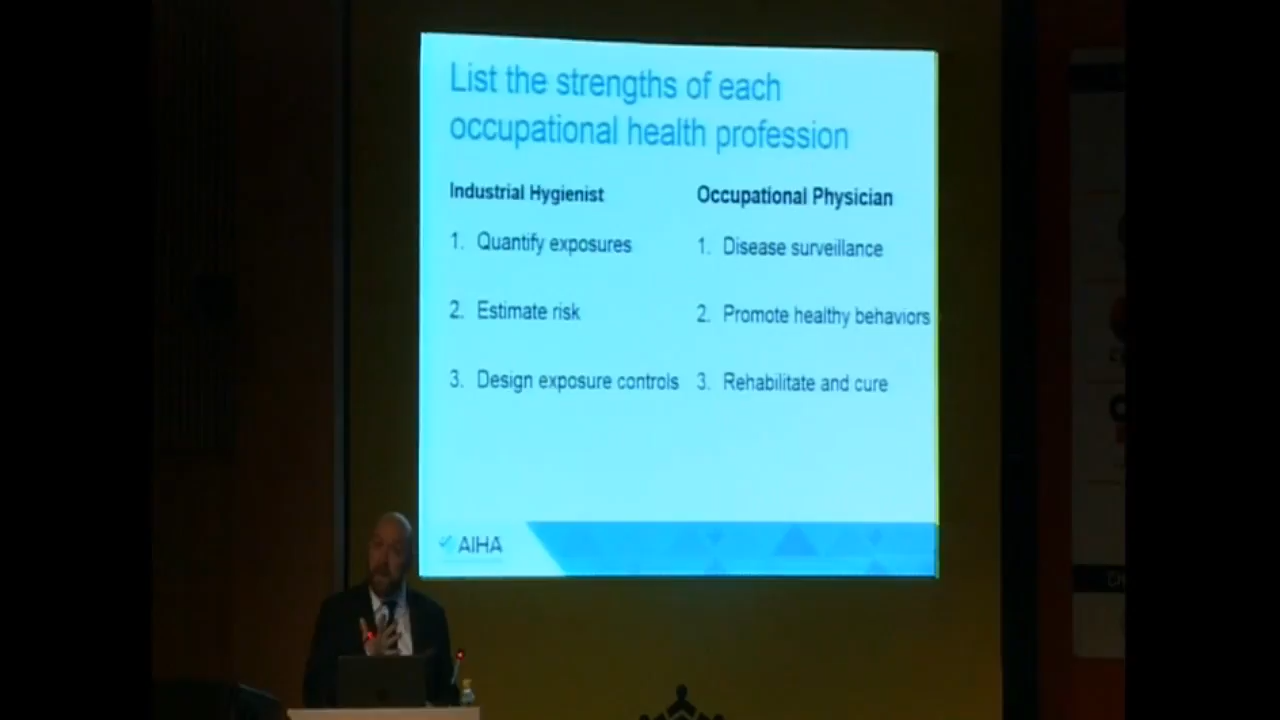 List the strengths of each
occupational health profession
Industrial Hygienist
1. Quantify exposures
2. Estimate risk
3. Design exposure controls
Occupational Physician
1. Disease surveillance
2. Promote healthy behaviors
3. Rehabilitate and cure
AIHA